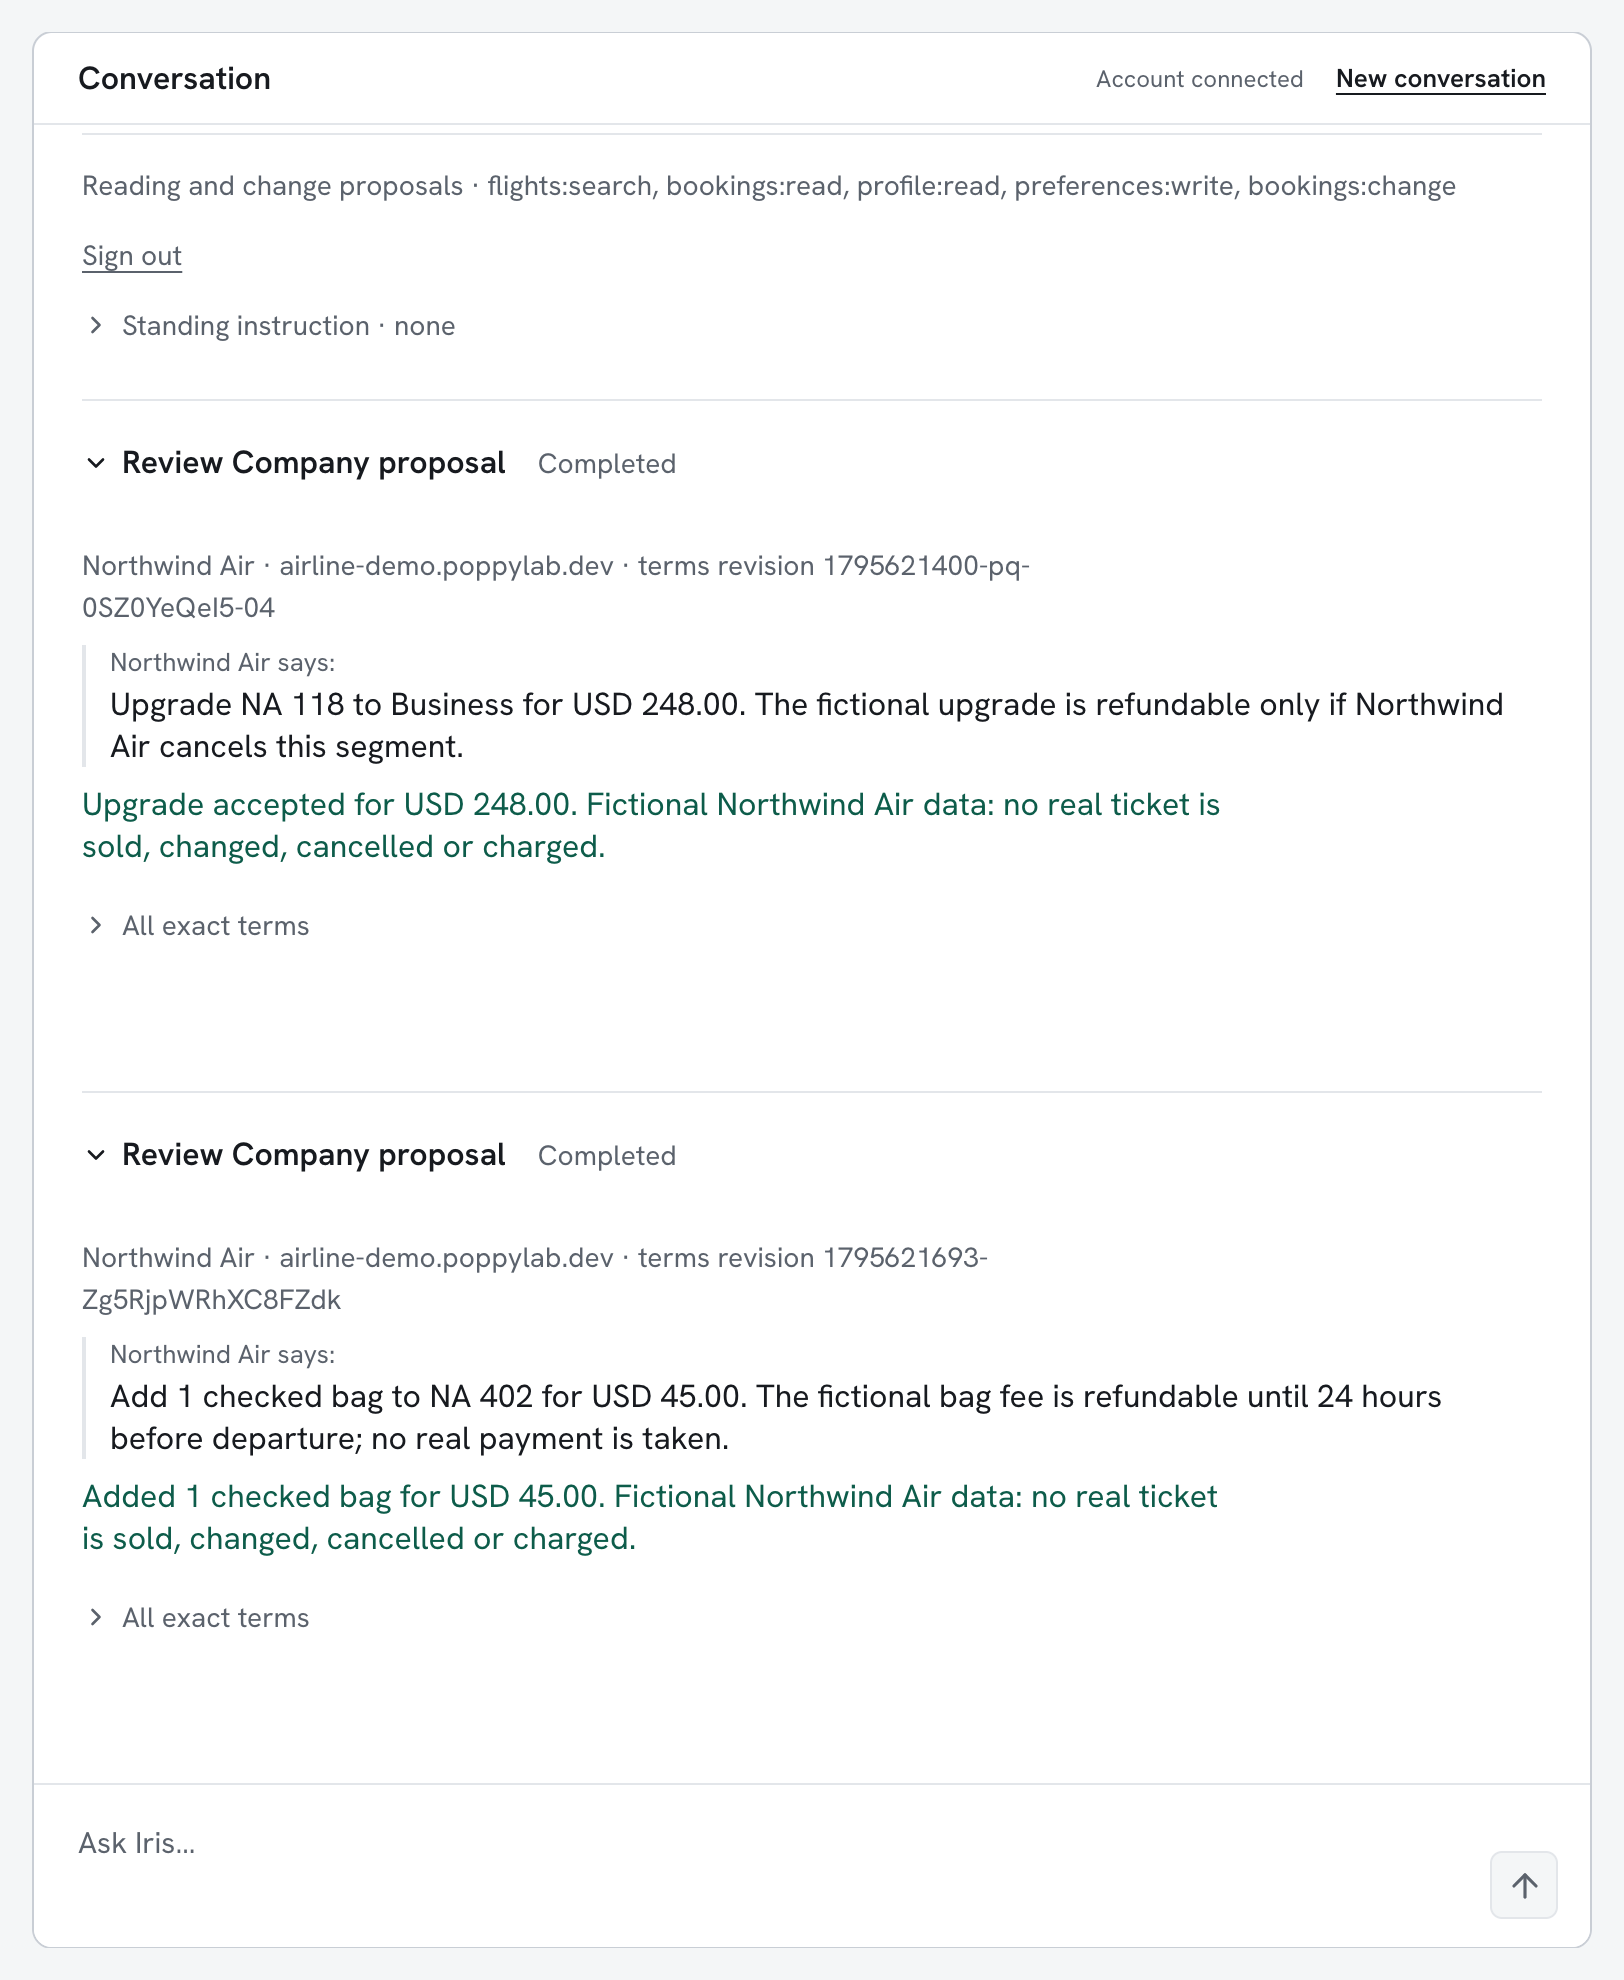 Conversation
Account connected
New conversation
Reading and change proposals · flights:search, bookings:read, profile:read, preferences:write, bookings:change
Sign out
Standing instruction · none
Review Company proposal Completed
Northwind Air · airline-demo.poppylab.dev · terms revision 1795621400-pq-
0SZ0YeQeI5-04
Northwind Air says:
Upgrade NA 118 to Business for USD 248.00. The fictional upgrade is refundable only if Northwind
Air cancels this segment.
Upgrade accepted for USD 248.00. Fictional Northwind Air data: no real ticket is
sold, changed, cancelled or charged.
All exact terms
Review Company proposal Completed
Northwind Air · airline-demo.poppylab.dev · terms revision 1795621693-
Zg5RjpWRhXC8FZdk
Northwind Air says:
Add 1 checked bag to NA 402 for USD 45.00. The fictional bag fee is refundable until 24 hours
before departure; no real payment is taken.
Added 1 checked bag for USD 45.00. Fictional Northwind Air data: no real ticket
is sold, changed, cancelled or charged.
All exact terms
Ask Iris...